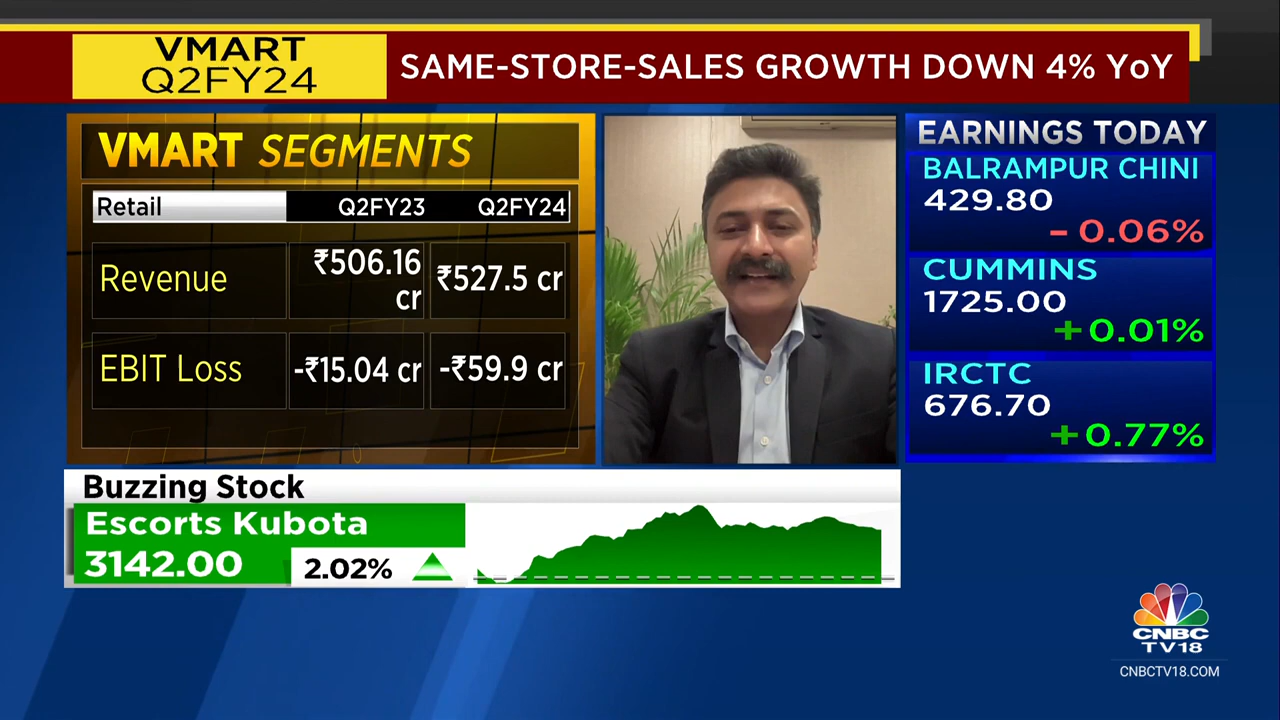 VMART
Q2FY24
SAME-STORE-SALES GROWTH DOWN 4% YoY
VMART SEGMENTS
Retail Q2FY23 Q2FY24
Revenue ₹506.16 cr ₹527.5 cr
EBIT Loss -₹15.04 cr -₹59.9 cr
EARNINGS TODAY
BALRAMPUR CHINI
429.80
- 0.06%
CUMMINS
1725.00
+ 0.01%
IRCTC
676.70
+ 0.77%
Buzzing Stock
Escorts Kubota
3142.00 2.02%
CNBC
TV18
CNBCTV18.COM